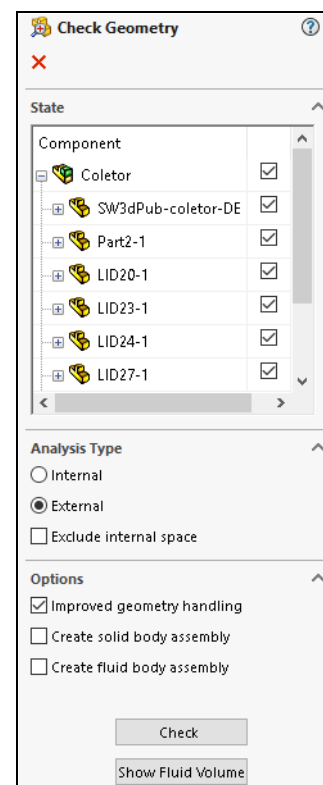 Check Geometry
State
Component
Coletor
SW3dPub-coletor-DE
Part2-1
LID20-1
LID23-1
LID24-1
LID27-1
Analysis Type
Internal
External
Exclude internal space
Options
Improved geometry handling
Create solid body assembly
Create fluid body assembly
Check
Show Fluid Volume